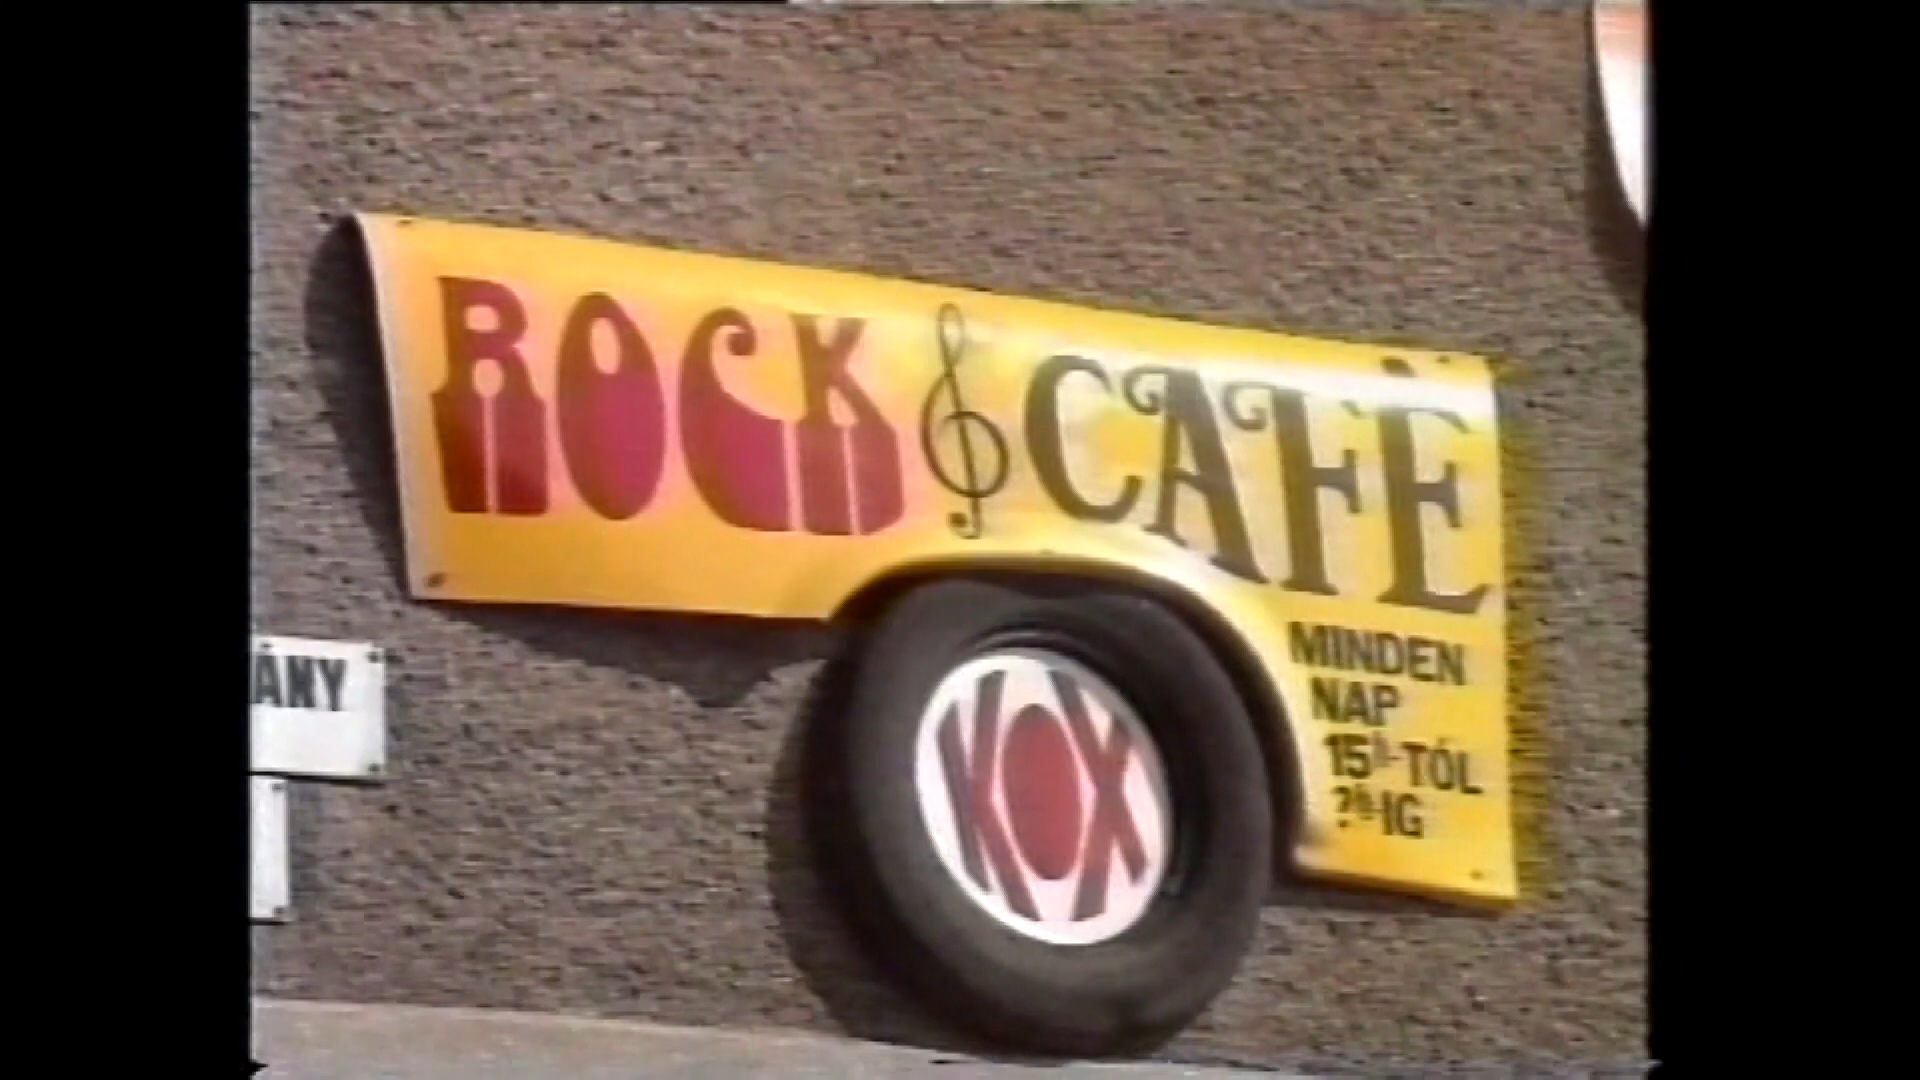 ROCK CAFÉ
MINDEN
NAP
15h-TÓL
?h-IG
KOX
ÁNY